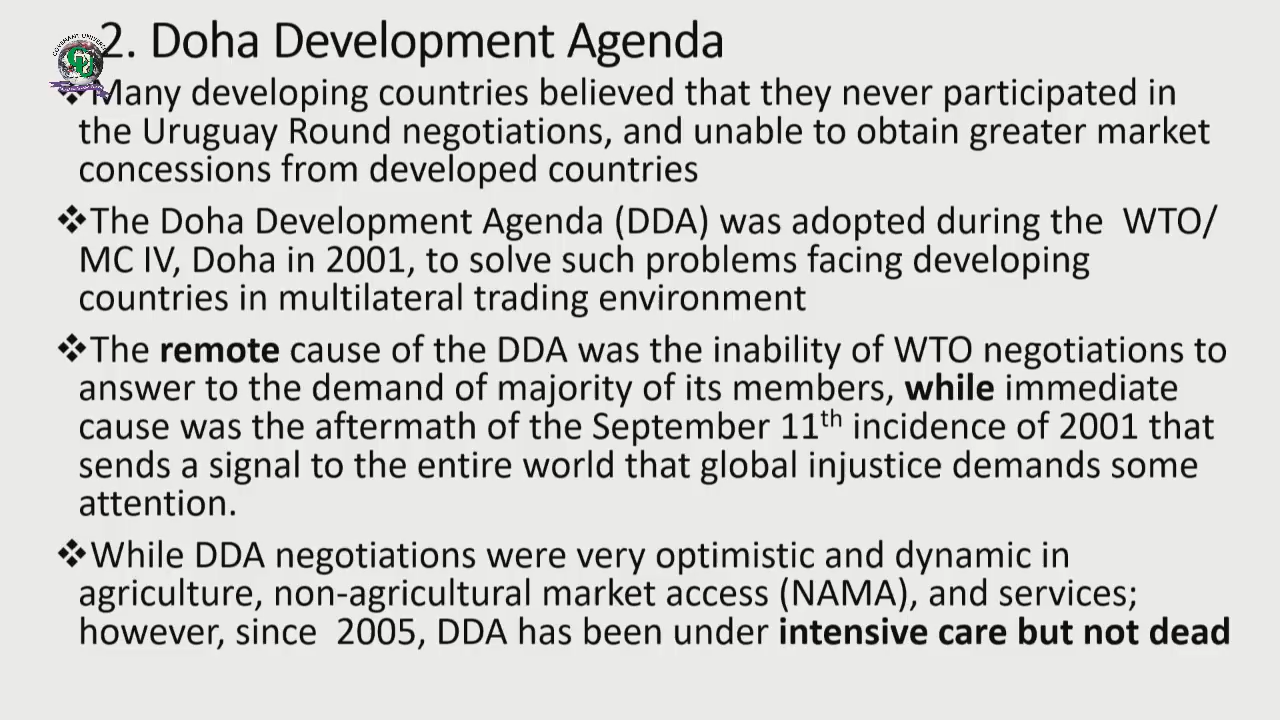 2. Doha Development Agenda
❖Many developing countries believed that they never participated in
the Uruguay Round negotiations, and unable to obtain greater market
concessions from developed countries
❖The Doha Development Agenda (DDA) was adopted during the WTO/
MC IV, Doha in 2001, to solve such problems facing developing
countries in multilateral trading environment
❖The remote cause of the DDA was the inability of WTO negotiations to
answer to the demand of majority of its members, while immediate
cause was the aftermath of the September 11th incidence of 2001 that
sends a signal to the entire world that global injustice demands some
attention.
❖While DDA negotiations were very optimistic and dynamic in
agriculture, non-agricultural market access (NAMA), and services;
however, since 2005, DDA has been under intensive care but not dead